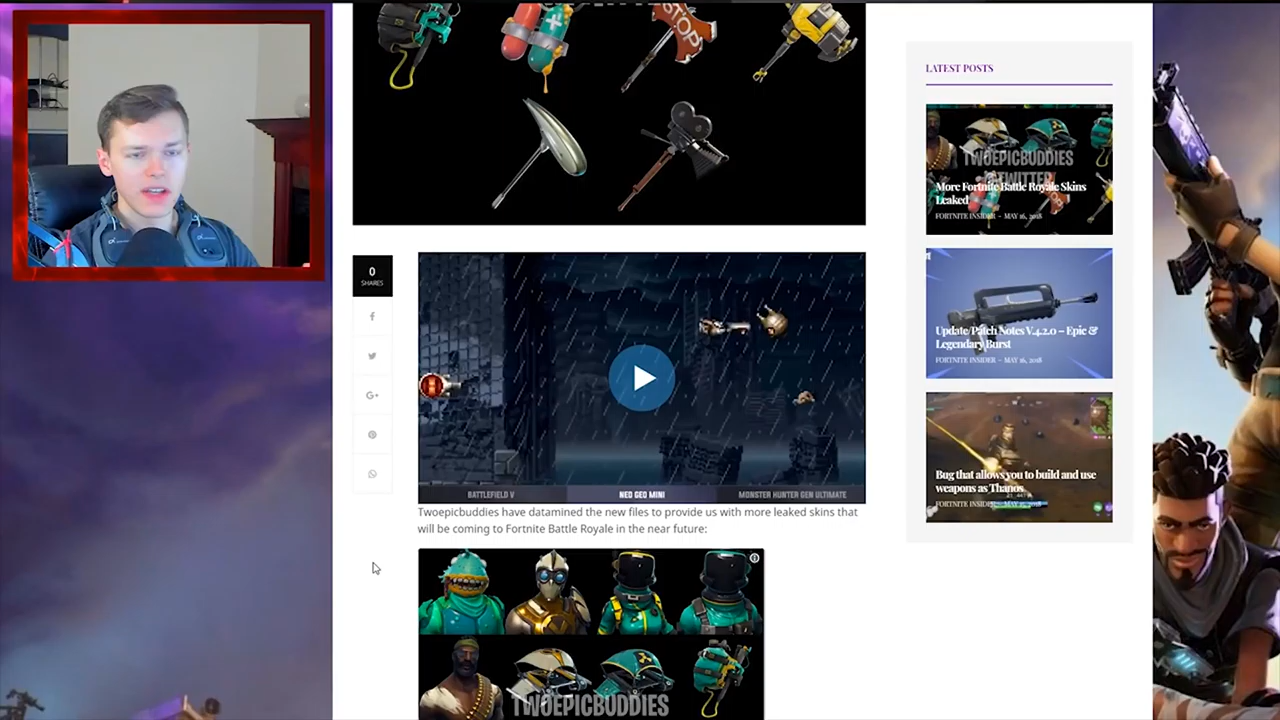 STOP
LATEST POSTS
TWOEPICBUDDIES
More Fortnite Battle Royale Skins
Leaked
FORTNITE INSIDER - MAY 16, 2018
Update/Patch Notes V.4.2.0 – Epic &
Legendary Burst
FORTNITE INSIDER - MAY 16, 2018
Bug that allows you to build and use
weapons as Thanos
0
SHARES
G+
BATTLEFIELD V
NEO GEO MINI
MONSTER HUNTER GEN ULTIMATE
Twoepicbuddies have datamined the new files to provide us with more leaked skins that
will be coming to Fortnite Battle Royale in the near future:
TWOEPICBUDDIES